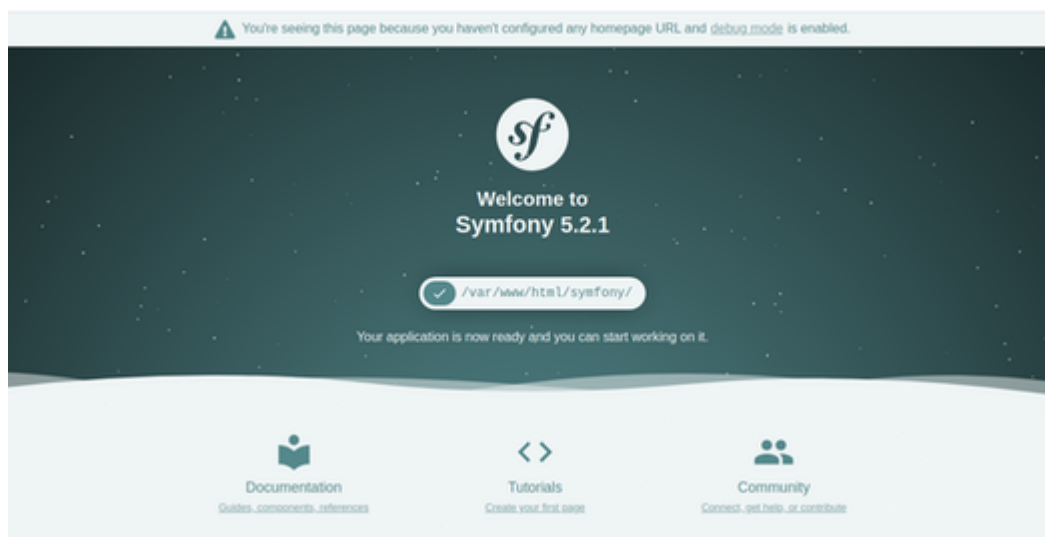 You're seeing this page because you haven't configured any homepage URL and debug mode is enabled.
sf
Welcome to
Symfony 5.2.1
/var/www/html/symfony/
Your application is now ready and you can start working on it.
Documentation
Guides, components, references
Tutorials
Create your first page
Community
Connect, get help, or contribute